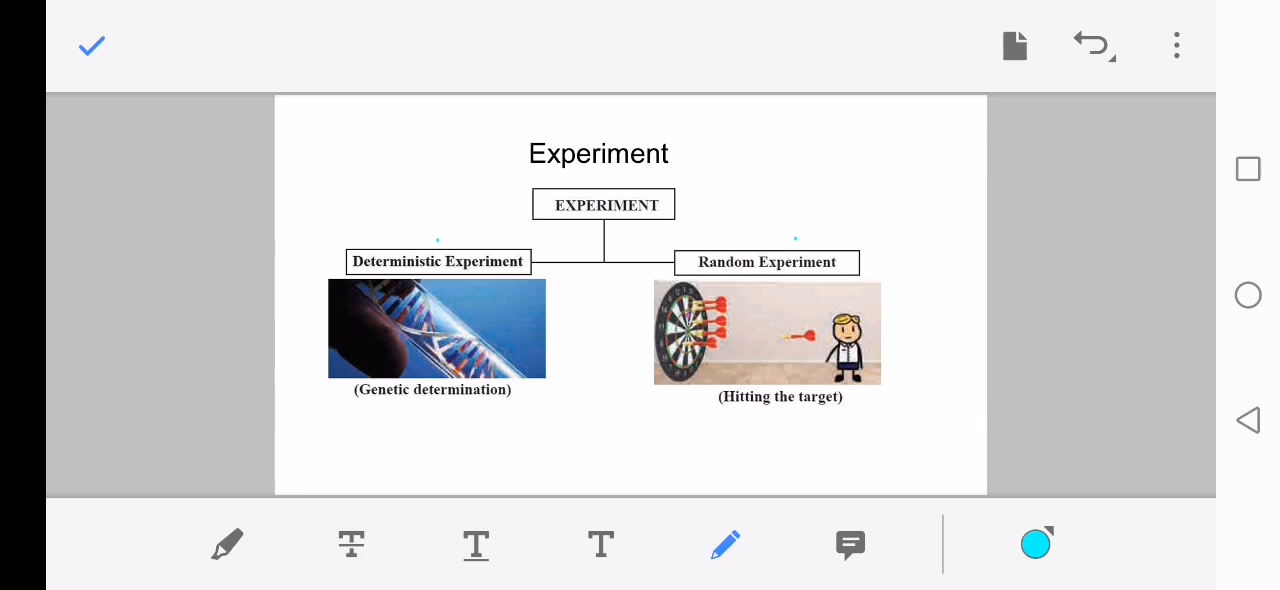 Experiment
EXPERIMENT
Deterministic Experiment
Random Experiment
(Genetic determination)
(Hitting the target)